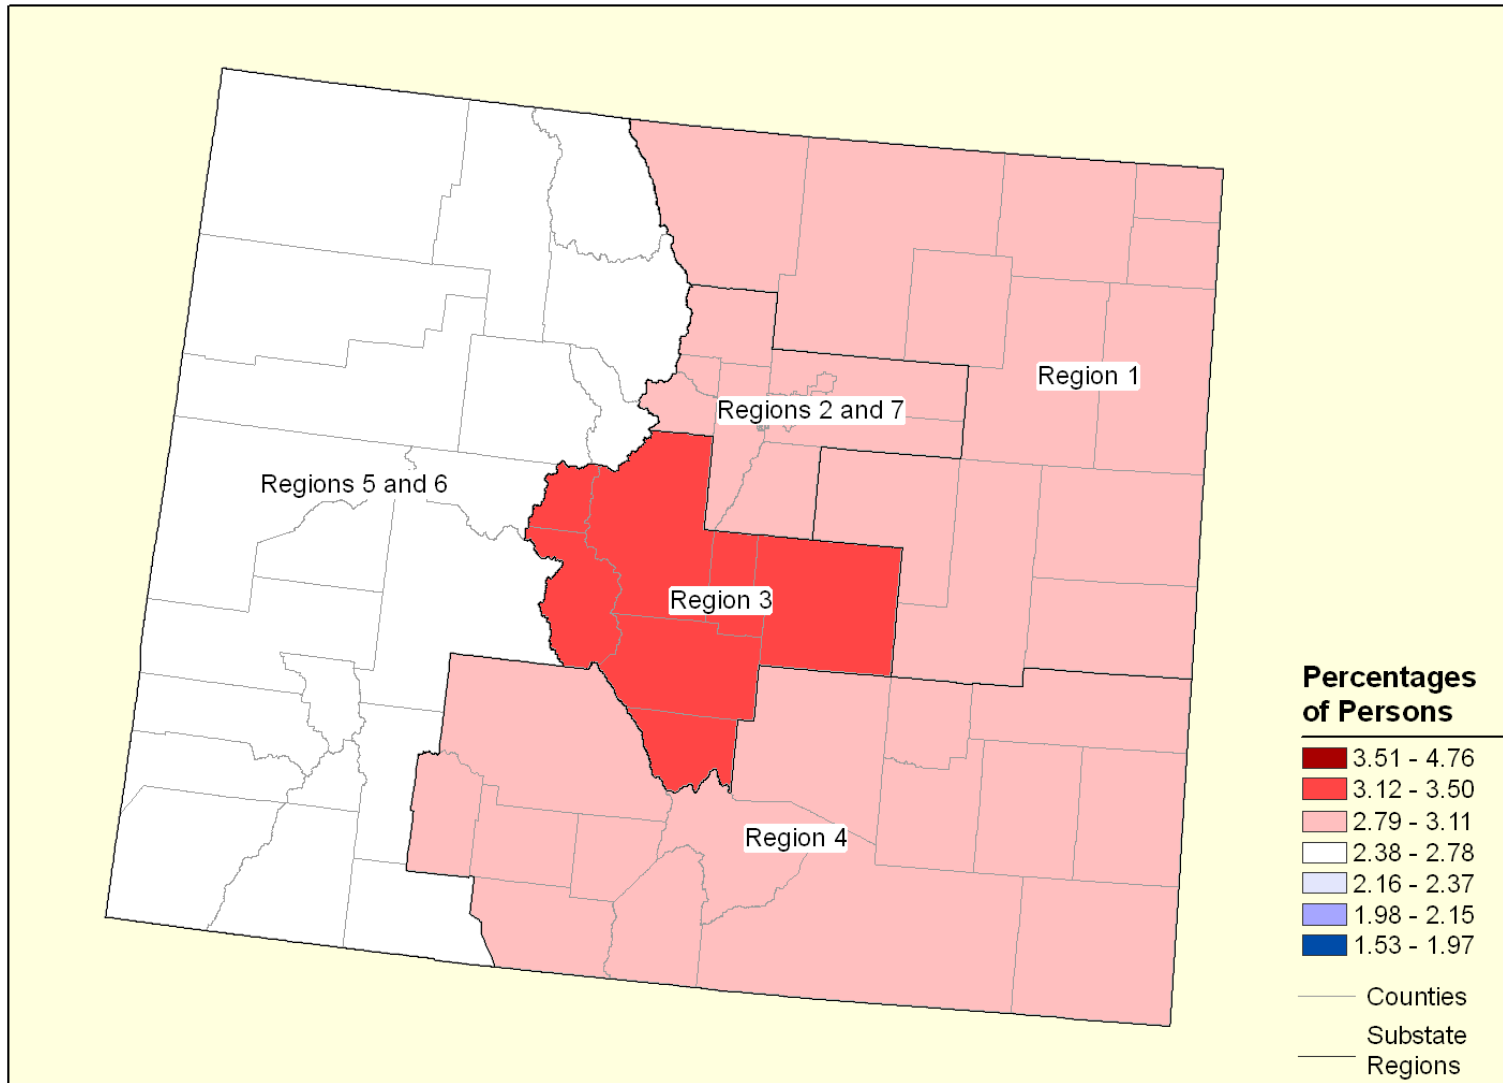 Region 1
Regions 2 and 7
Regions 5 and 6
Region 3
Region 4
Percentages
of Persons
3.51 - 4.76
3.12 - 3.50
2.79 - 3.11
2.38 - 2.78
2.16 - 2.37
1.98 - 2.15
1.53 - 1.97
Counties
Substate
Regions